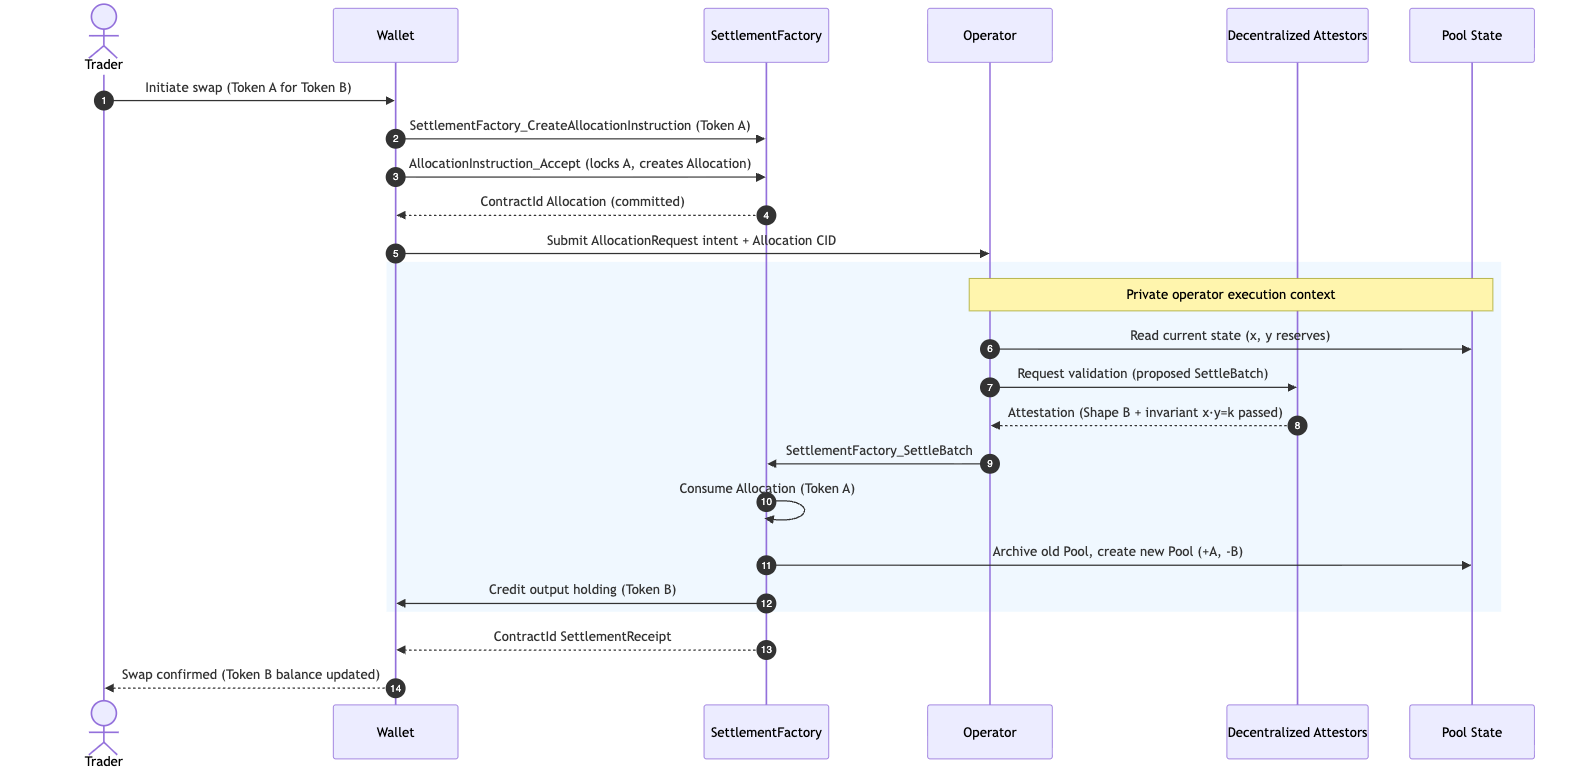 Trader
Wallet
SettlementFactory
Operator
Decentralized Attestors
Pool State
1
Initiate swap (Token A for Token B)
2
SettlementFactory_CreateAllocationInstruction (Token A)
3
AllocationInstruction_Accept (locks A, creates Allocation)
ContractId Allocation (committed)
4
5
Submit AllocationRequest intent + Allocation CID
Private operator execution context
6
Read current state (x, y reserves)
7
Request validation (proposed SettleBatch)
Attestation (Shape B + invariant x·y=k passed)
8
SettlementFactory_SettleBatch
9
Consume Allocation (Token A)
10
11
Archive old Pool, create new Pool (+A, -B)
Credit output holding (Token B)
12
ContractId SettlementReceipt
13
Swap confirmed (Token B balance updated)
14
Trader
Wallet
SettlementFactory
Operator
Decentralized Attestors
Pool State